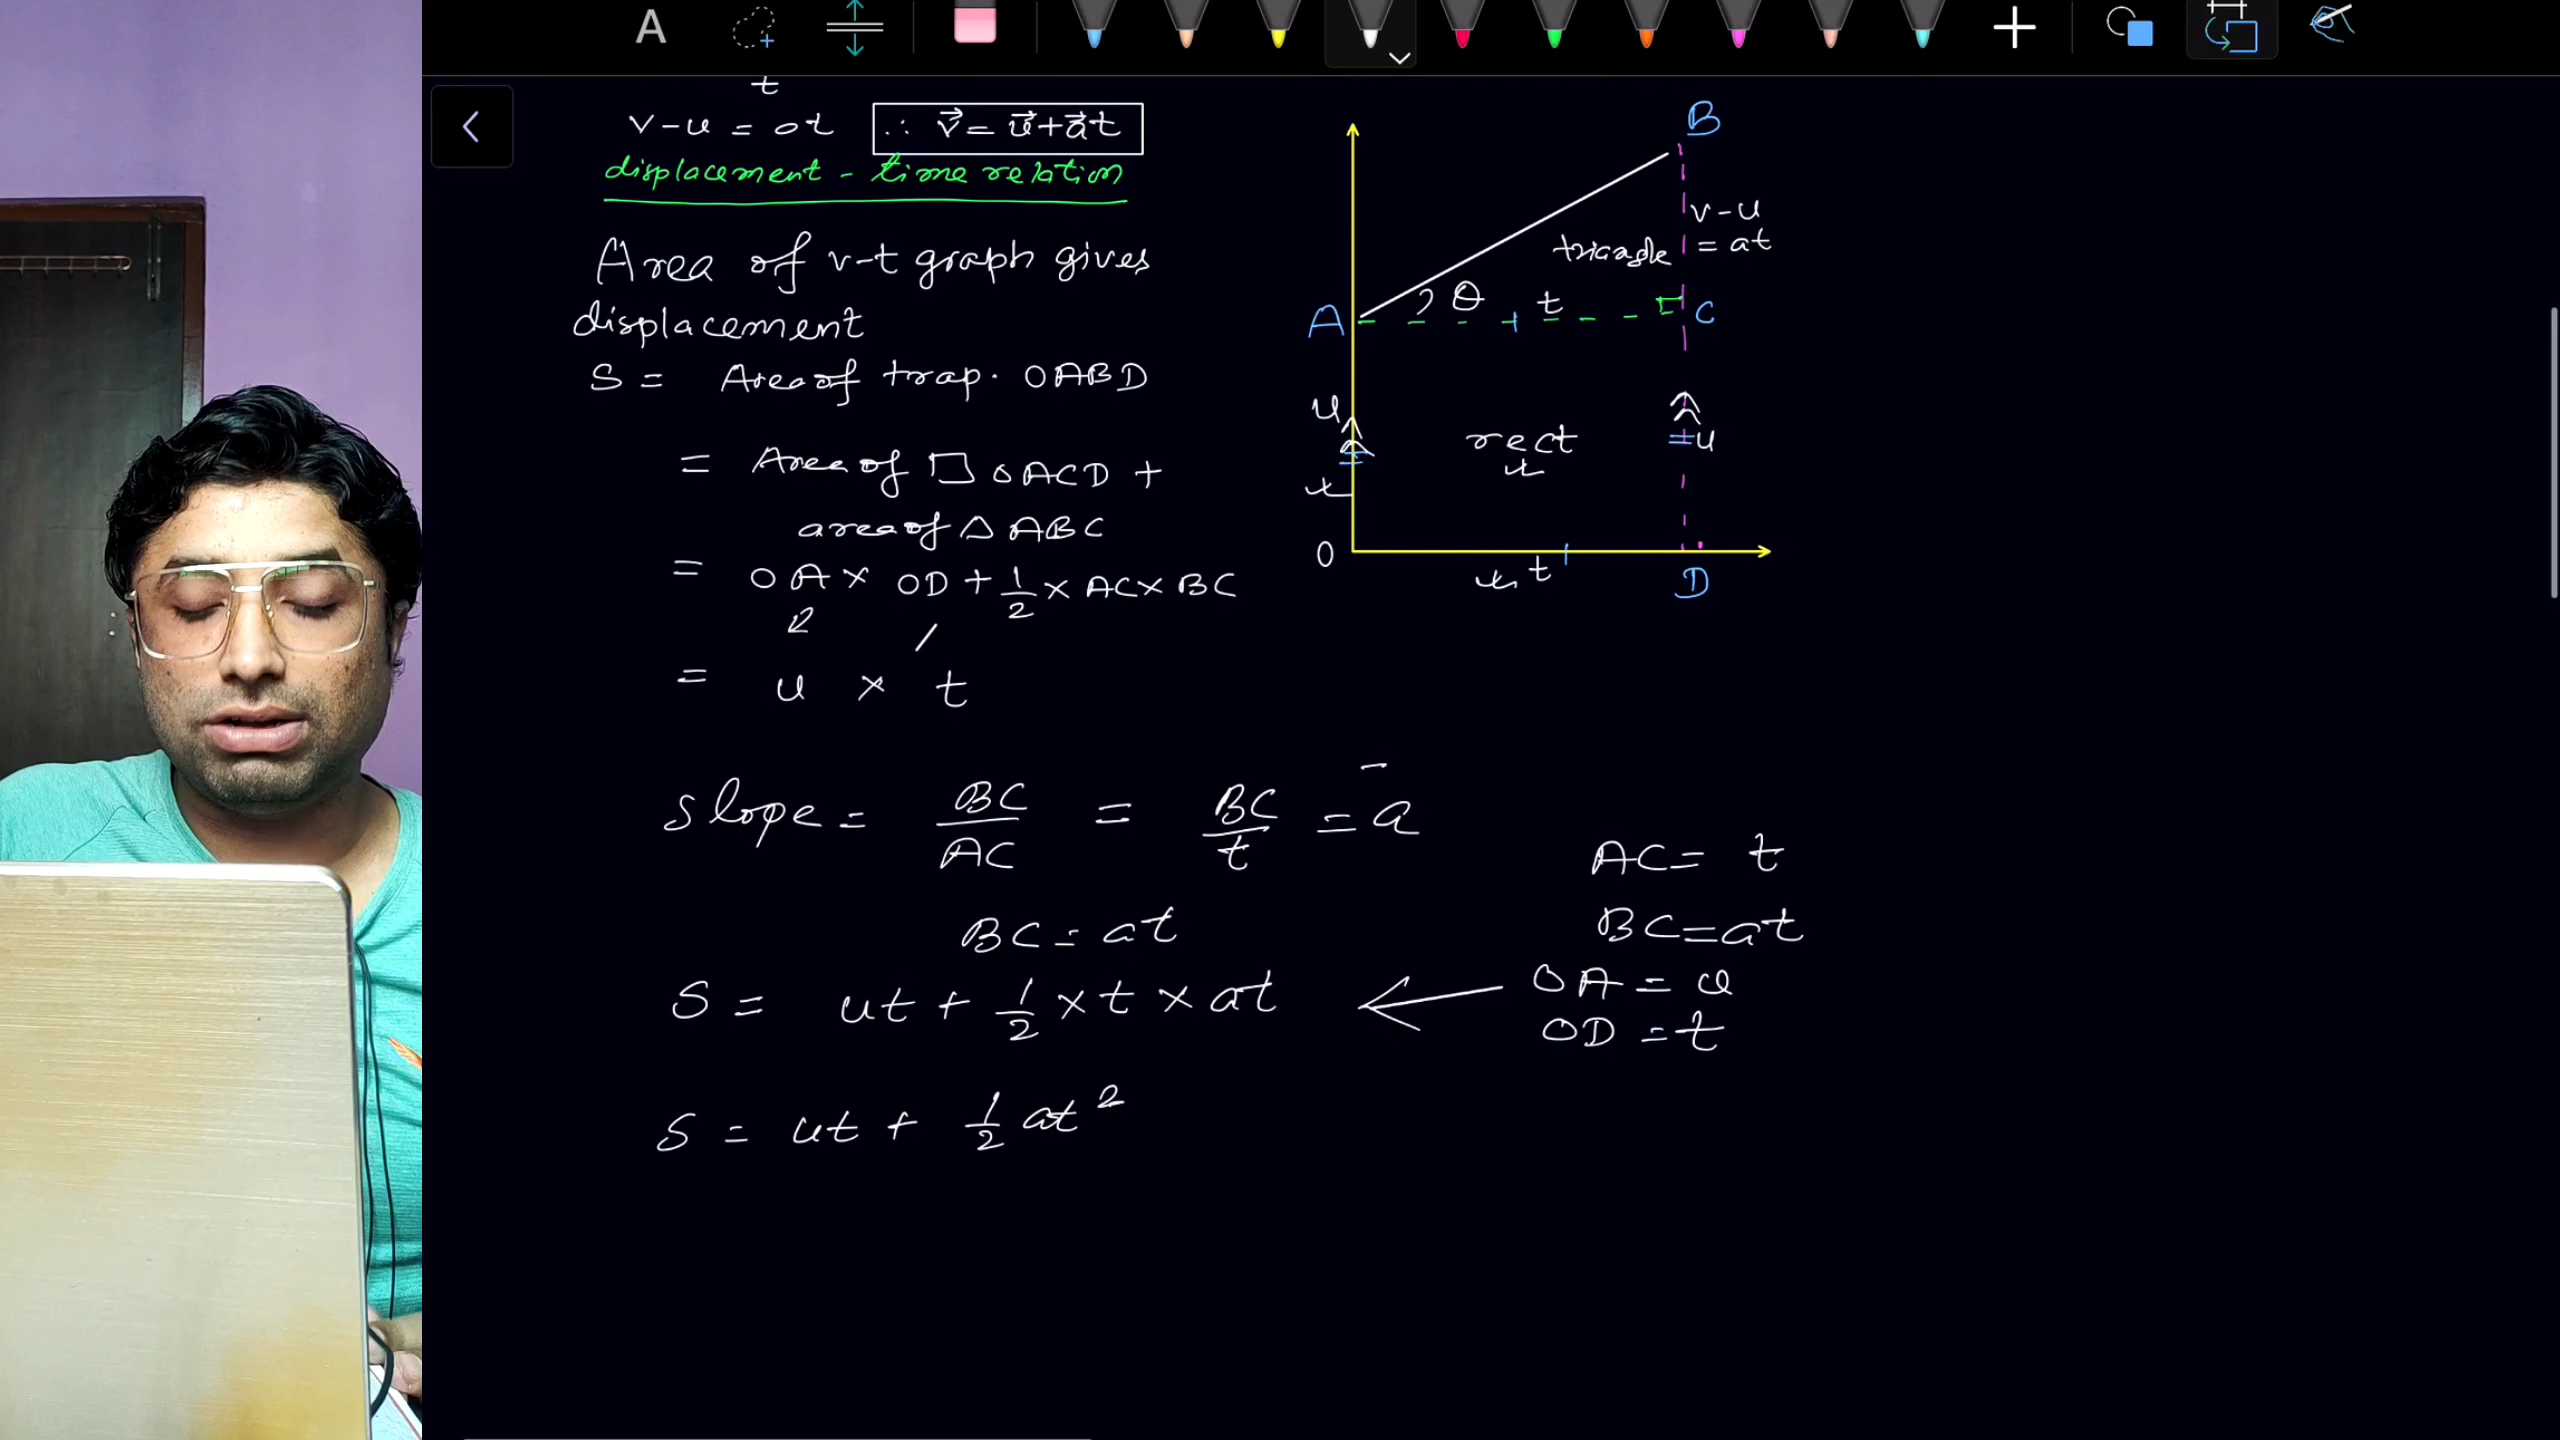 t
v-u = at ∴ v⃗ = u⃗ + a⃗t
displacement - time relation
Area of v-t graph gives
displacement
S = Area of trap. OABD
= Area of □ OACD +
area of △ ABC
= OA × OD + 1/2 × AC × BC
= u × t
slope = BC/AC = BC/t = a
BC = at
S = ut + 1/2 × t × at
S = ut + 1/2 at²
AC = t
BC = at
OA = u
OD = t
B
v-u
triangle = at
θ t
A C
u
rect u
O
t
D
A